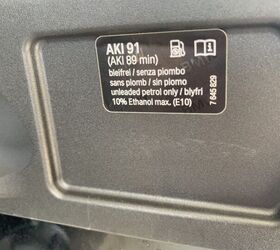 AKI 91
(AKI 89 min)
bleifrei / senza piombo
sans plomb / sin plomo
unleaded petrol only / blyfri
10% Ethanol max. (E10)
7 645 829